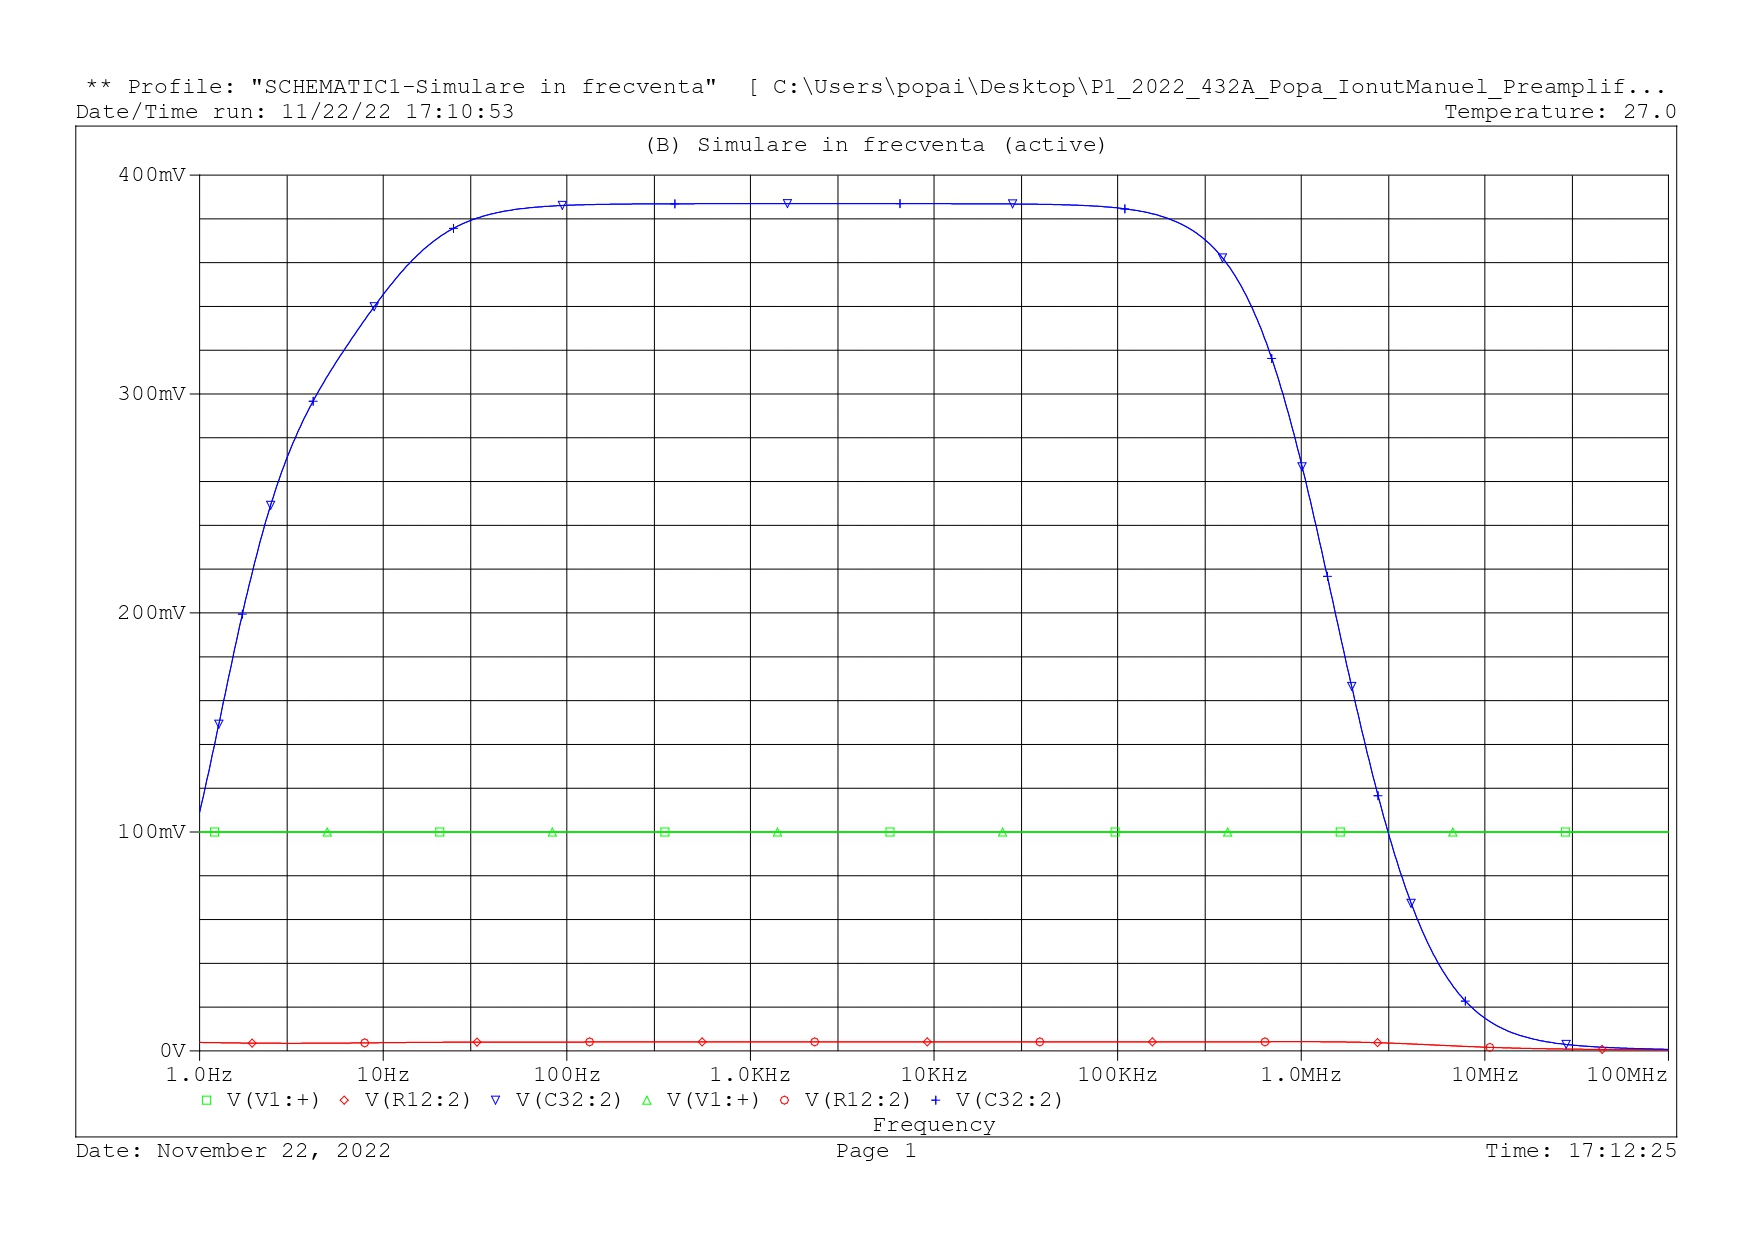 ** Profile: "SCHEMATIC1-Simulare in frecventa"  [ C:\Users\popai\Desktop\P1_2022_432A_Popa_IonutManuel_Preamplif...
Date/Time run: 11/22/22 17:10:53 Temperature: 27.0
(B) Simulare in frecventa (active)
400mV
300mV
200mV
100mV
0V
1.0Hz 10Hz 100Hz 1.0KHz 10KHz 100KHz 1.0MHz 10MHz 100MHz
V(V1:+) V(R12:2) V(C32:2) V(V1:+) V(R12:2) V(C32:2)
Frequency
Date: November 22, 2022 Page 1 Time: 17:12:25